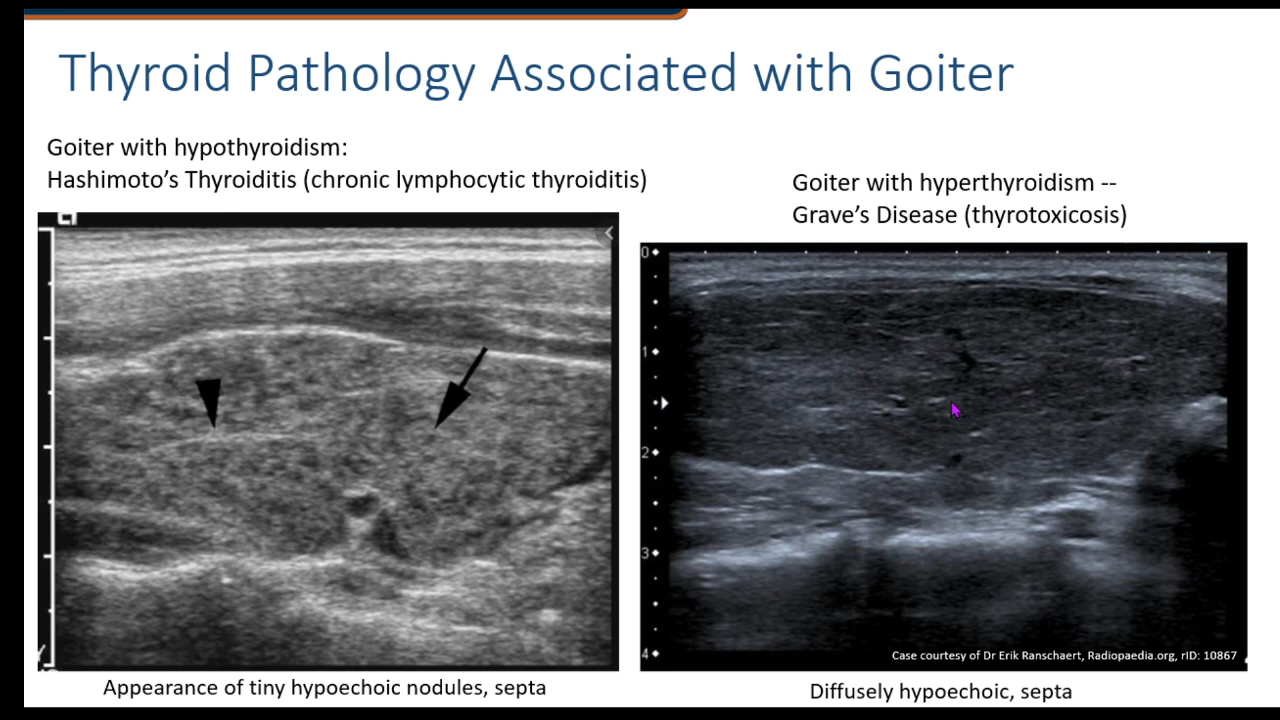 Thyroid Pathology Associated with Goiter
Goiter with hypothyroidism:
Hashimoto's Thyroiditis (chronic lymphocytic thyroiditis)
Goiter with hyperthyroidism --
Grave's Disease (thyrotoxicosis)
0
1
2
3
4
Case courtesy of Dr Erik Ranschaert, Radiopaedia.org, rID: 10867
Appearance of tiny hypoechoic nodules, septa
Diffusely hypoechoic, septa